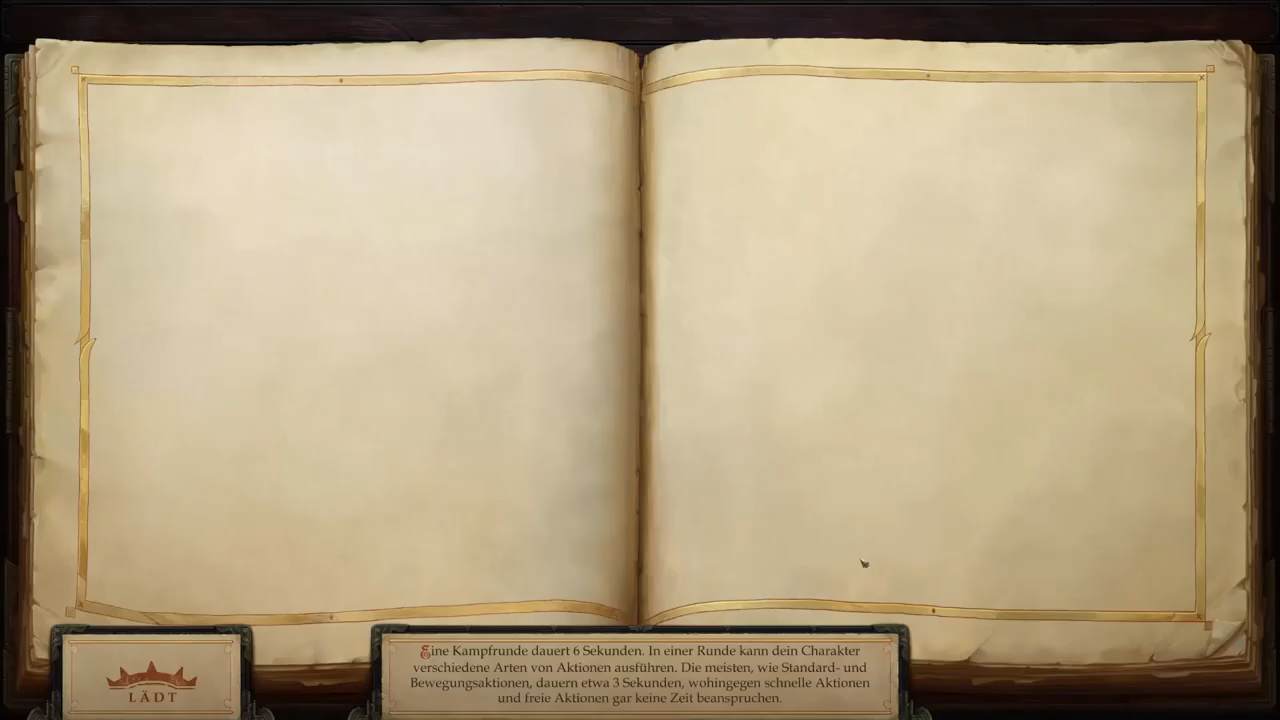 LÄDT
Eine Kampfrunde dauert 6 Sekunden. In einer Runde kann dein Charakter
verschiedene Arten von Aktionen ausführen. Die meisten, wie Standard- und
Bewegungsaktionen, dauern etwa 3 Sekunden, wohingegen schnelle Aktionen
und freie Aktionen gar keine Zeit beanspruchen.